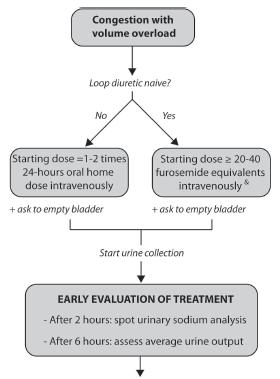 Congestion with
volume overload
Loop diuretic naive?
No
Yes
Starting dose =1-2 times
24-hours oral home
dose intravenously
Starting dose ≥ 20-40
furosemide equivalents
intravenously &
+ ask to empty bladder
+ ask to empty bladder
Start urine collection
EARLY EVALUATION OF TREATMENT
- After 2 hours: spot urinary sodium analysis
- After 6 hours: assess average urine output